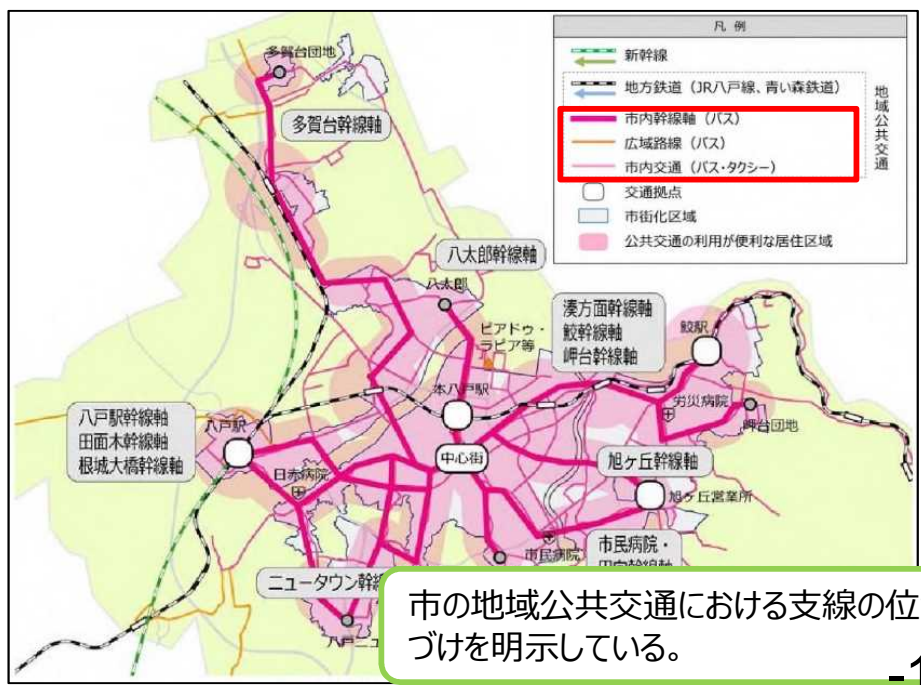 凡 例
新幹線
地方鉄道（JR八戸線、青い森鉄道）
市内幹線軸（バス）
広域路線（バス）
市内交通（バス・タクシー）
地域公共交通
交通拠点
市街化区域
公共交通の利用が便利な居住区域
多賀台団地
多賀台幹線軸
八太郎幹線軸
八太郎
ピアドゥ・
ラピア等
湊方面幹線軸
鮫幹線軸
岬台幹線軸
鮫駅
本八戸駅
労災病院
岬台団地
八戸駅幹線軸
田面木幹線軸
根城大橋幹線軸
八戸駅
中心街
日赤病院
旭ヶ丘幹線軸
旭ヶ丘営業所
市民病院
市民病院・
ニュータウン幹
八戸ニュ
市の地域公共交通における支線の位
づけを明示している。
-1